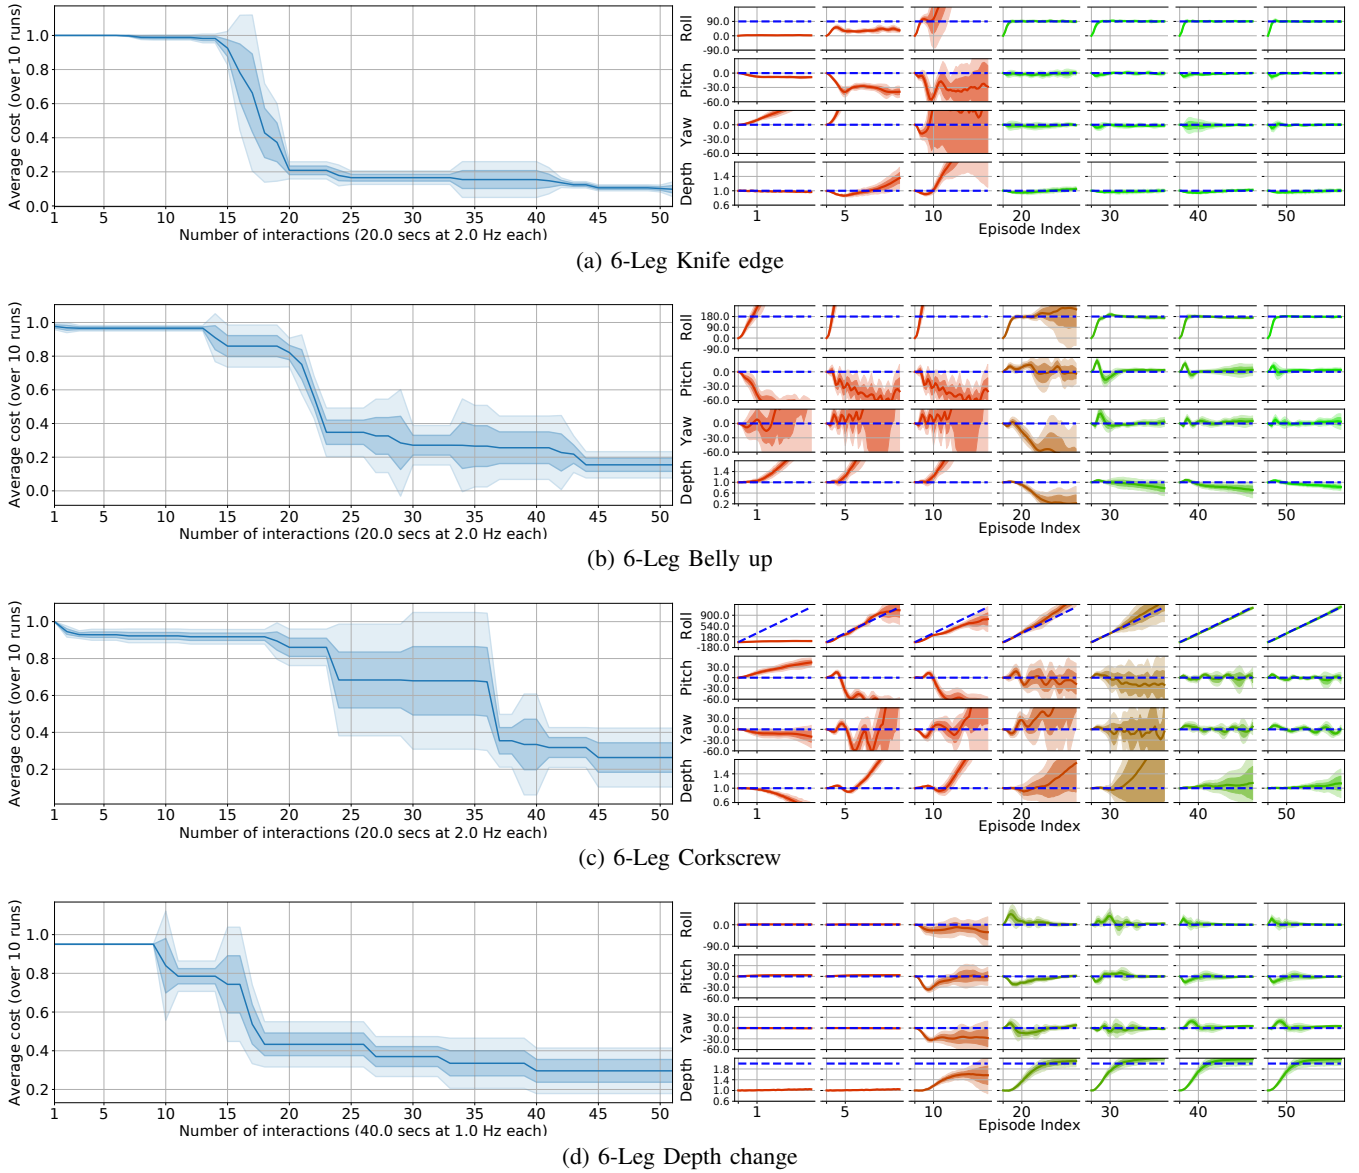 Average cost (over 10 runs)
1.0
0.8
0.6
0.4
0.2
0.0
1 5 10 15 20 25 30 35 40 45 50
Number of interactions (20.0 secs at 2.0 Hz each)
Roll
90.0
0.0
-90.0
Pitch
0.0
-30.0
-60.0
Yaw
0.0
-30.0
-60.0
Depth
1.4
1.0
0.6
1 5 10 20 30 40 50
Episode Index
(a) 6-Leg Knife edge
Average cost (over 10 runs)
1.0
0.8
0.6
0.4
0.2
0.0
1 5 10 15 20 25 30 35 40 45 50
Number of interactions (20.0 secs at 2.0 Hz each)
Roll
180.0
90.0
0.0
-90.0
Pitch
0.0
-30.0
-60.0
Yaw
0.0
-30.0
-60.0
Depth
1.4
1.0
0.6
0.2
1 5 10 20 30 40 50
Episode Index
(b) 6-Leg Belly up
Average cost (over 10 runs)
1.0
0.8
0.6
0.4
0.2
1 5 10 15 20 25 30 35 40 45 50
Number of interactions (20.0 secs at 2.0 Hz each)
Roll
900.0
540.0
180.0
-180.0
Pitch
30.0
0.0
-30.0
-60.0
Yaw
30.0
0.0
-30.0
-60.0
Depth
1.4
1.0
0.6
1 5 10 20 30 40 50
Episode Index
(c) 6-Leg Corkscrew
Average cost (over 10 runs)
1.0
0.8
0.6
0.4
0.2
1 5 10 15 20 25 30 35 40 45 50
Number of interactions (40.0 secs at 1.0 Hz each)
Roll
0.0
-90.0
Pitch
30.0
0.0
-30.0
-60.0
Yaw
30.0
0.0
-30.0
-60.0
Depth
1.8
1.4
1.0
0.6
1 5 10 20 30 40 50
Episode Index
(d) 6-Leg Depth change